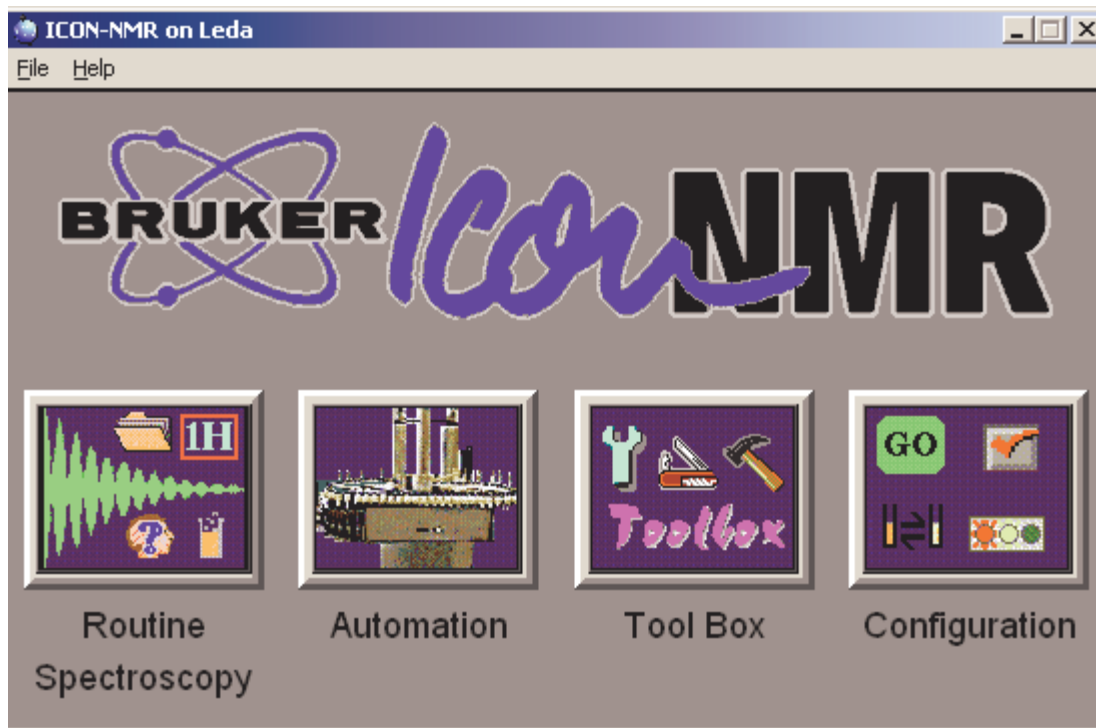 ICON-NMR on Leda
File Help
BRUKER Icon NMR
1H
GO
Toolbox
Routine Spectroscopy
Automation
Tool Box
Configuration